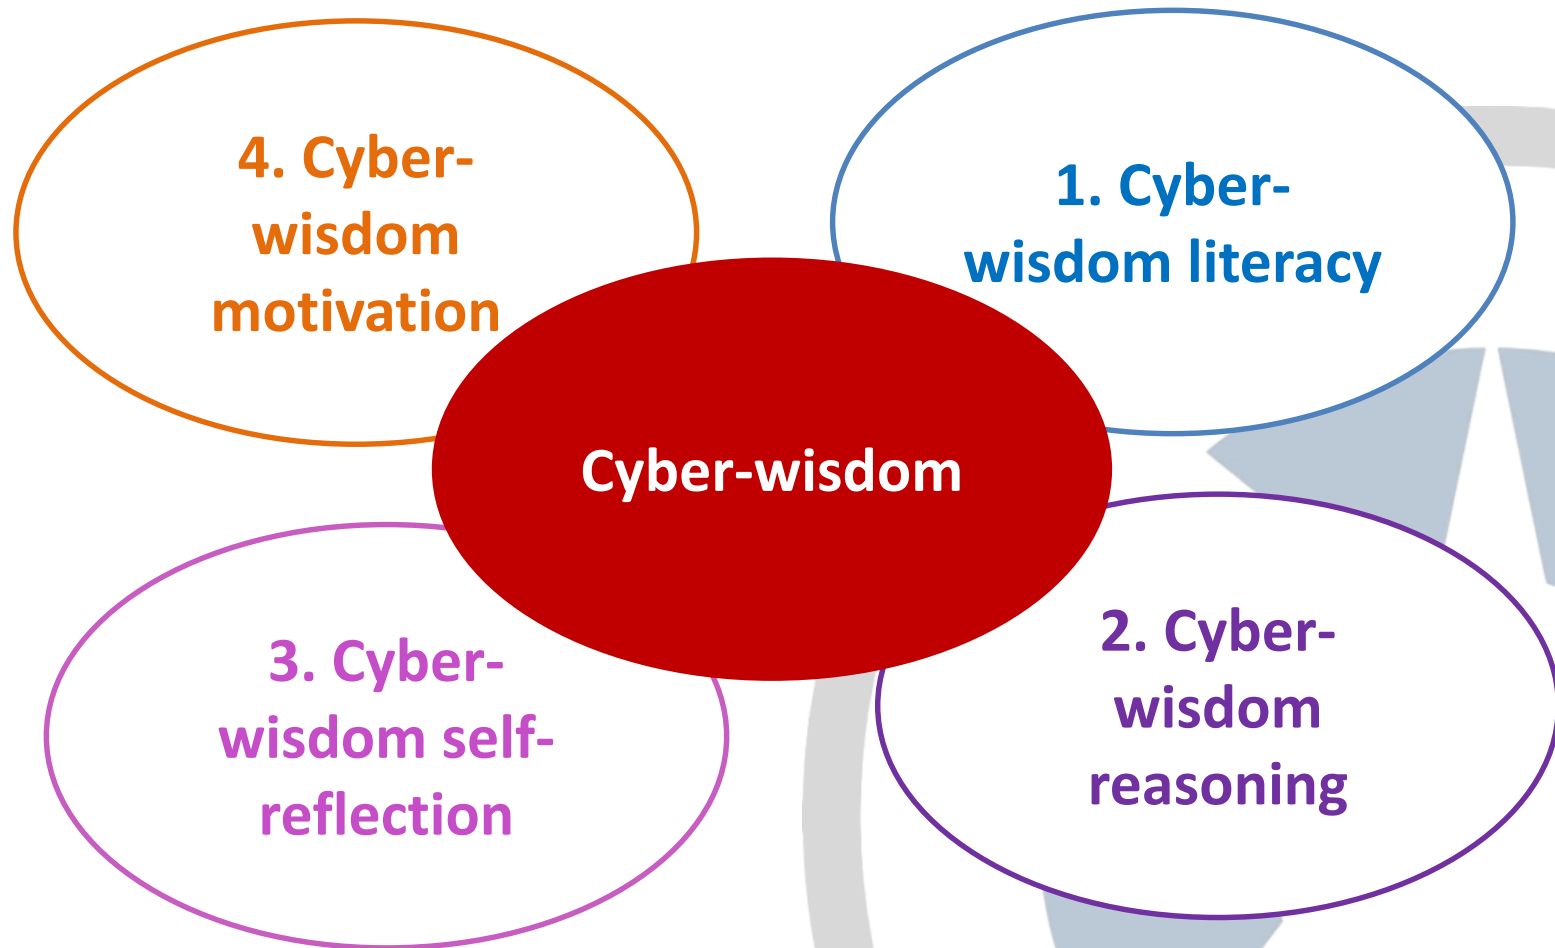 4. Cyber-
wisdom
motivation
1. Cyber-
wisdom literacy
Cyber-wisdom
3. Cyber-
wisdom self-
reflection
2. Cyber-
wisdom
reasoning